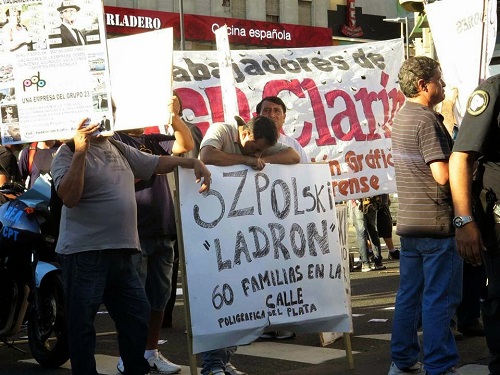 RLADERO
Cocina española
abajadores de
Clarín
n Gráfic
rense
UNA EMPRESA DEL GRUPO 23
3ZPOLSKI
"LADRON"
60 FAMILIAS EN LA
CALLE
POLIGRAFICA DEL PLATA